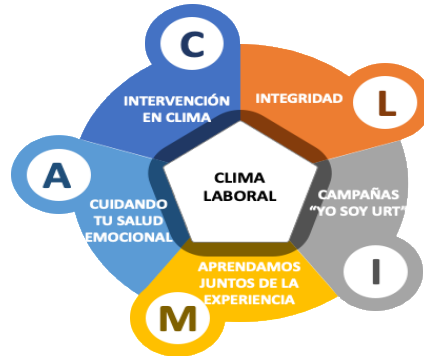 C
INTERVENCIÓN
EN CLIMA
L
INTEGRIDAD
I
CAMPAÑAS
"YO SOY URT"
M
APRENDAMOS
JUNTOS DE LA
EXPERIENCIA
A
CUIDANDO
TU SALUD
EMOCIONAL
CLIMA
LABORAL